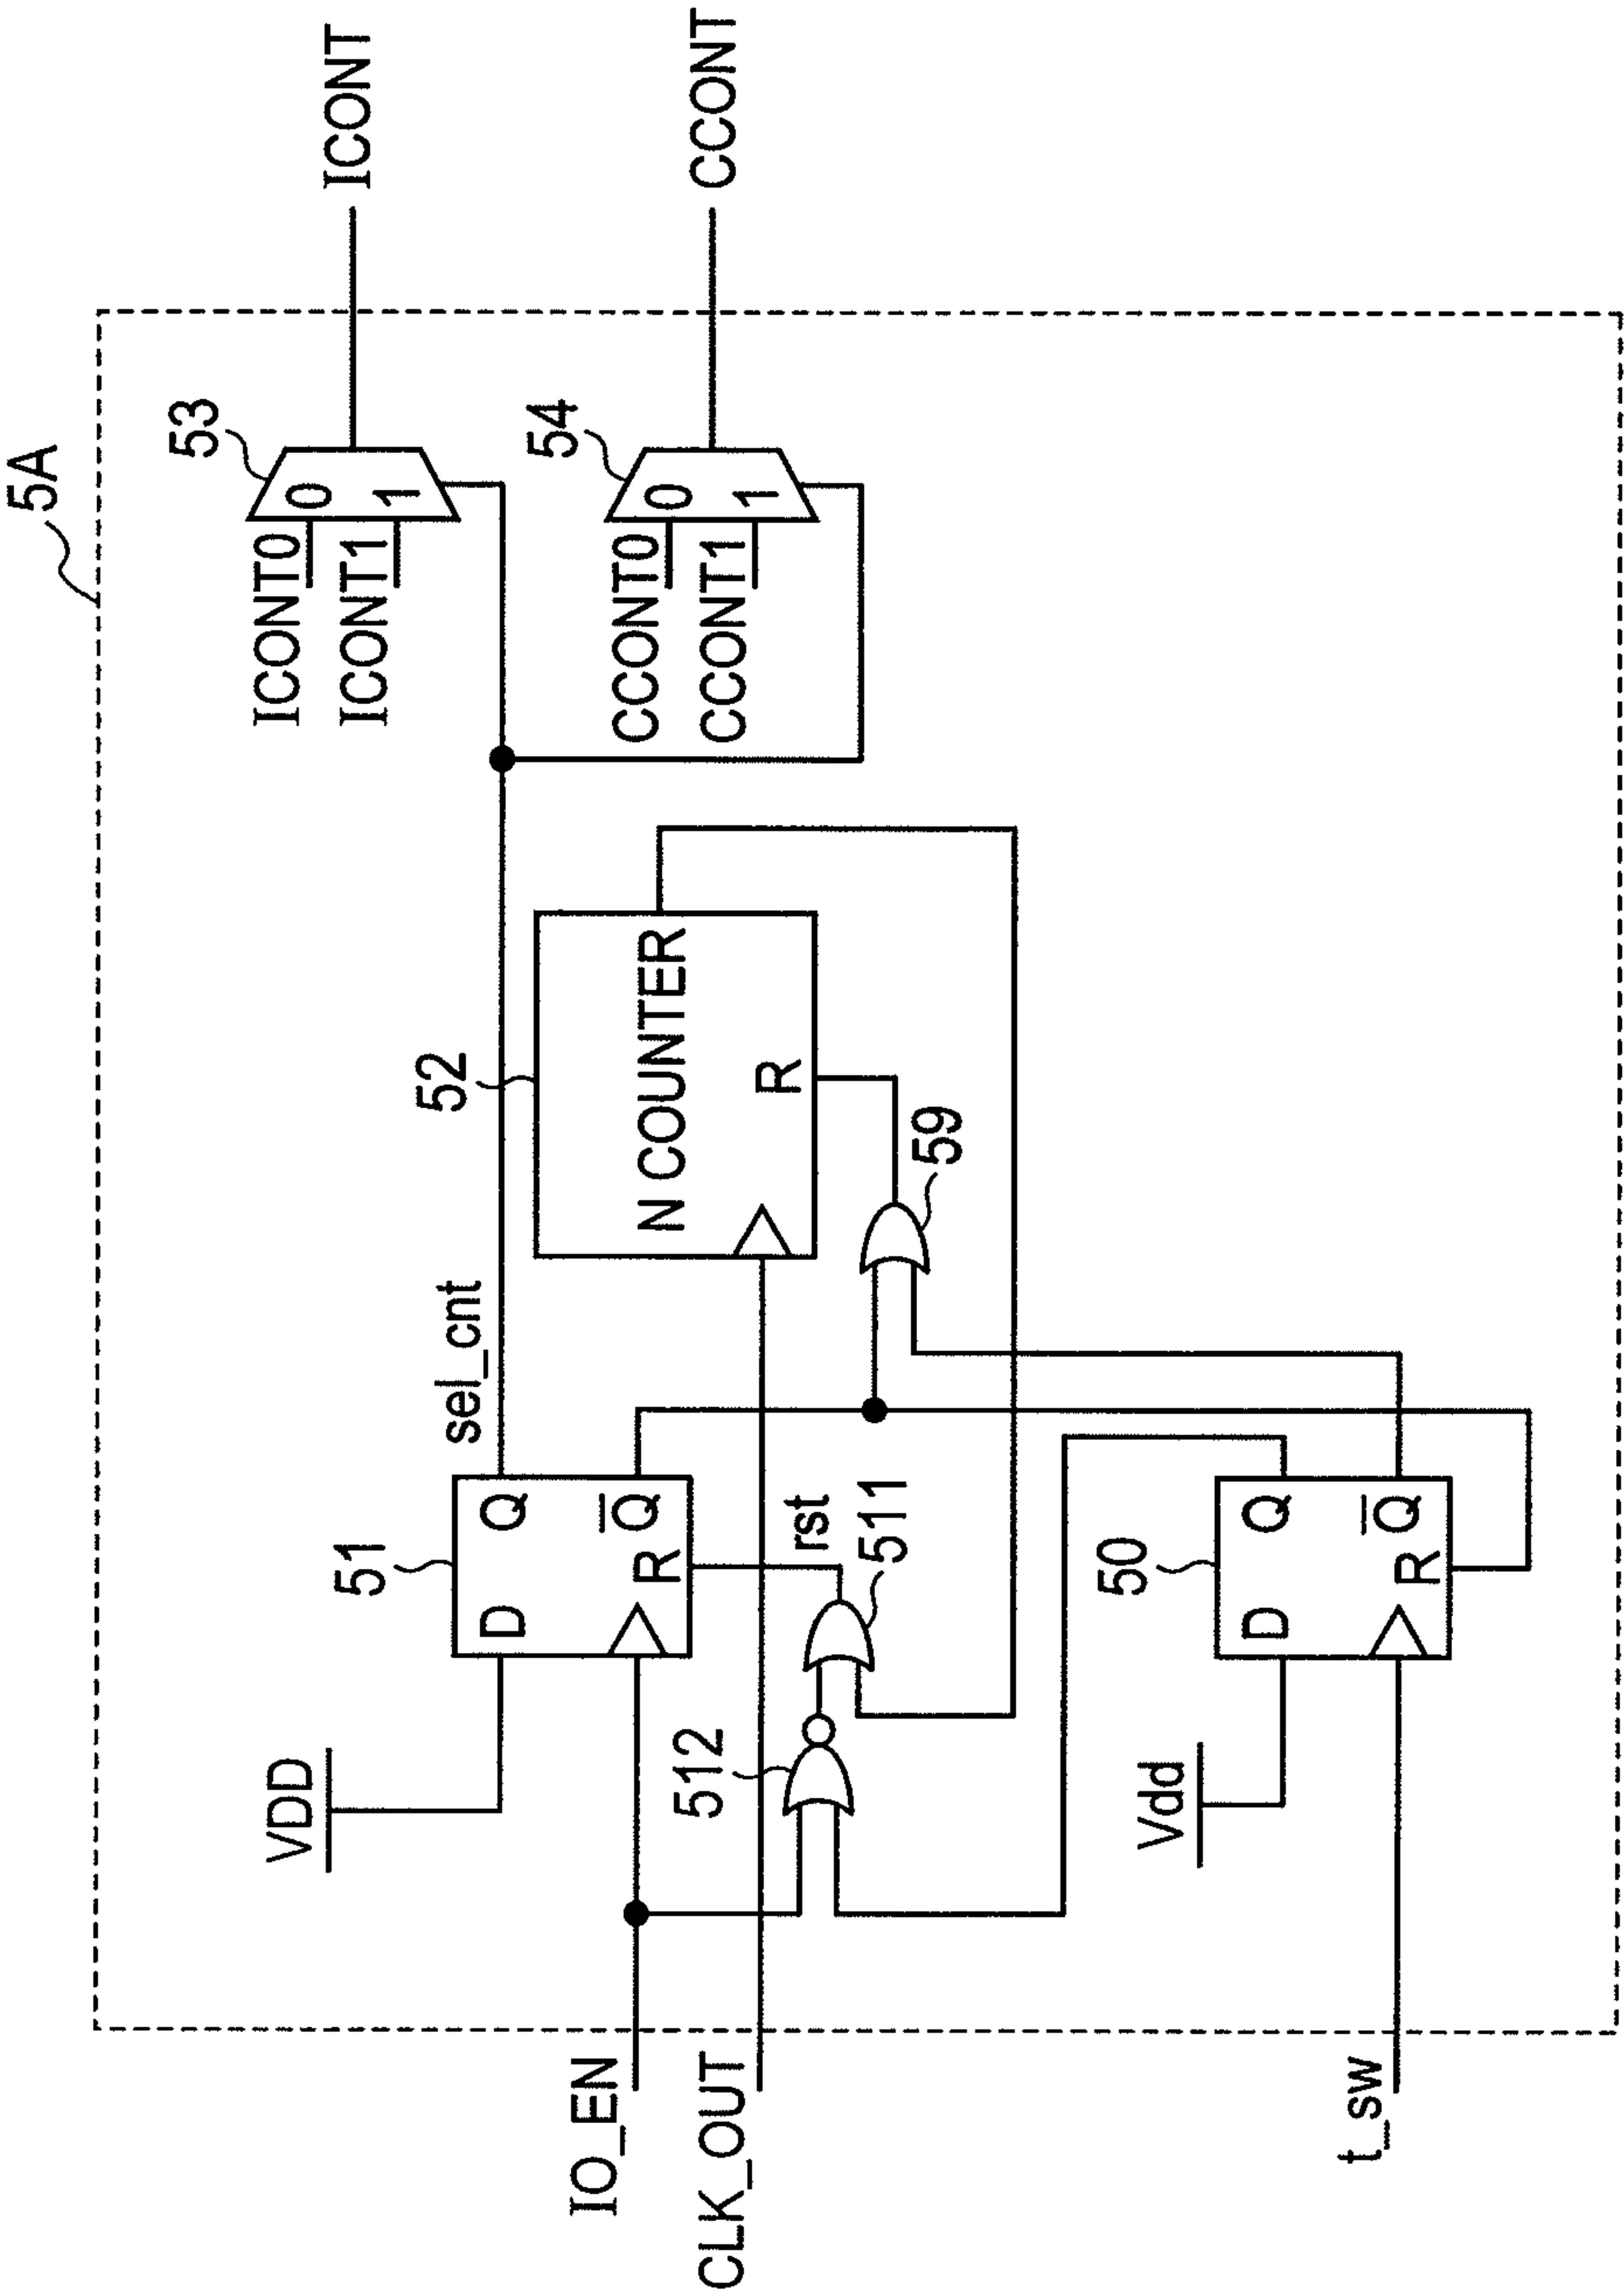 5A
53
ICONT0
ICONT1
0
1
ICONT
54
CCONT0
CCONT1
0
1
CCONT
VDD
51
D
Q
Q
R
sel_cnt
52
N COUNTER
R
rst
59
511
512
IO_EN
CLK_OUT
Vdd
50
D
Q
Q
R
t_sw